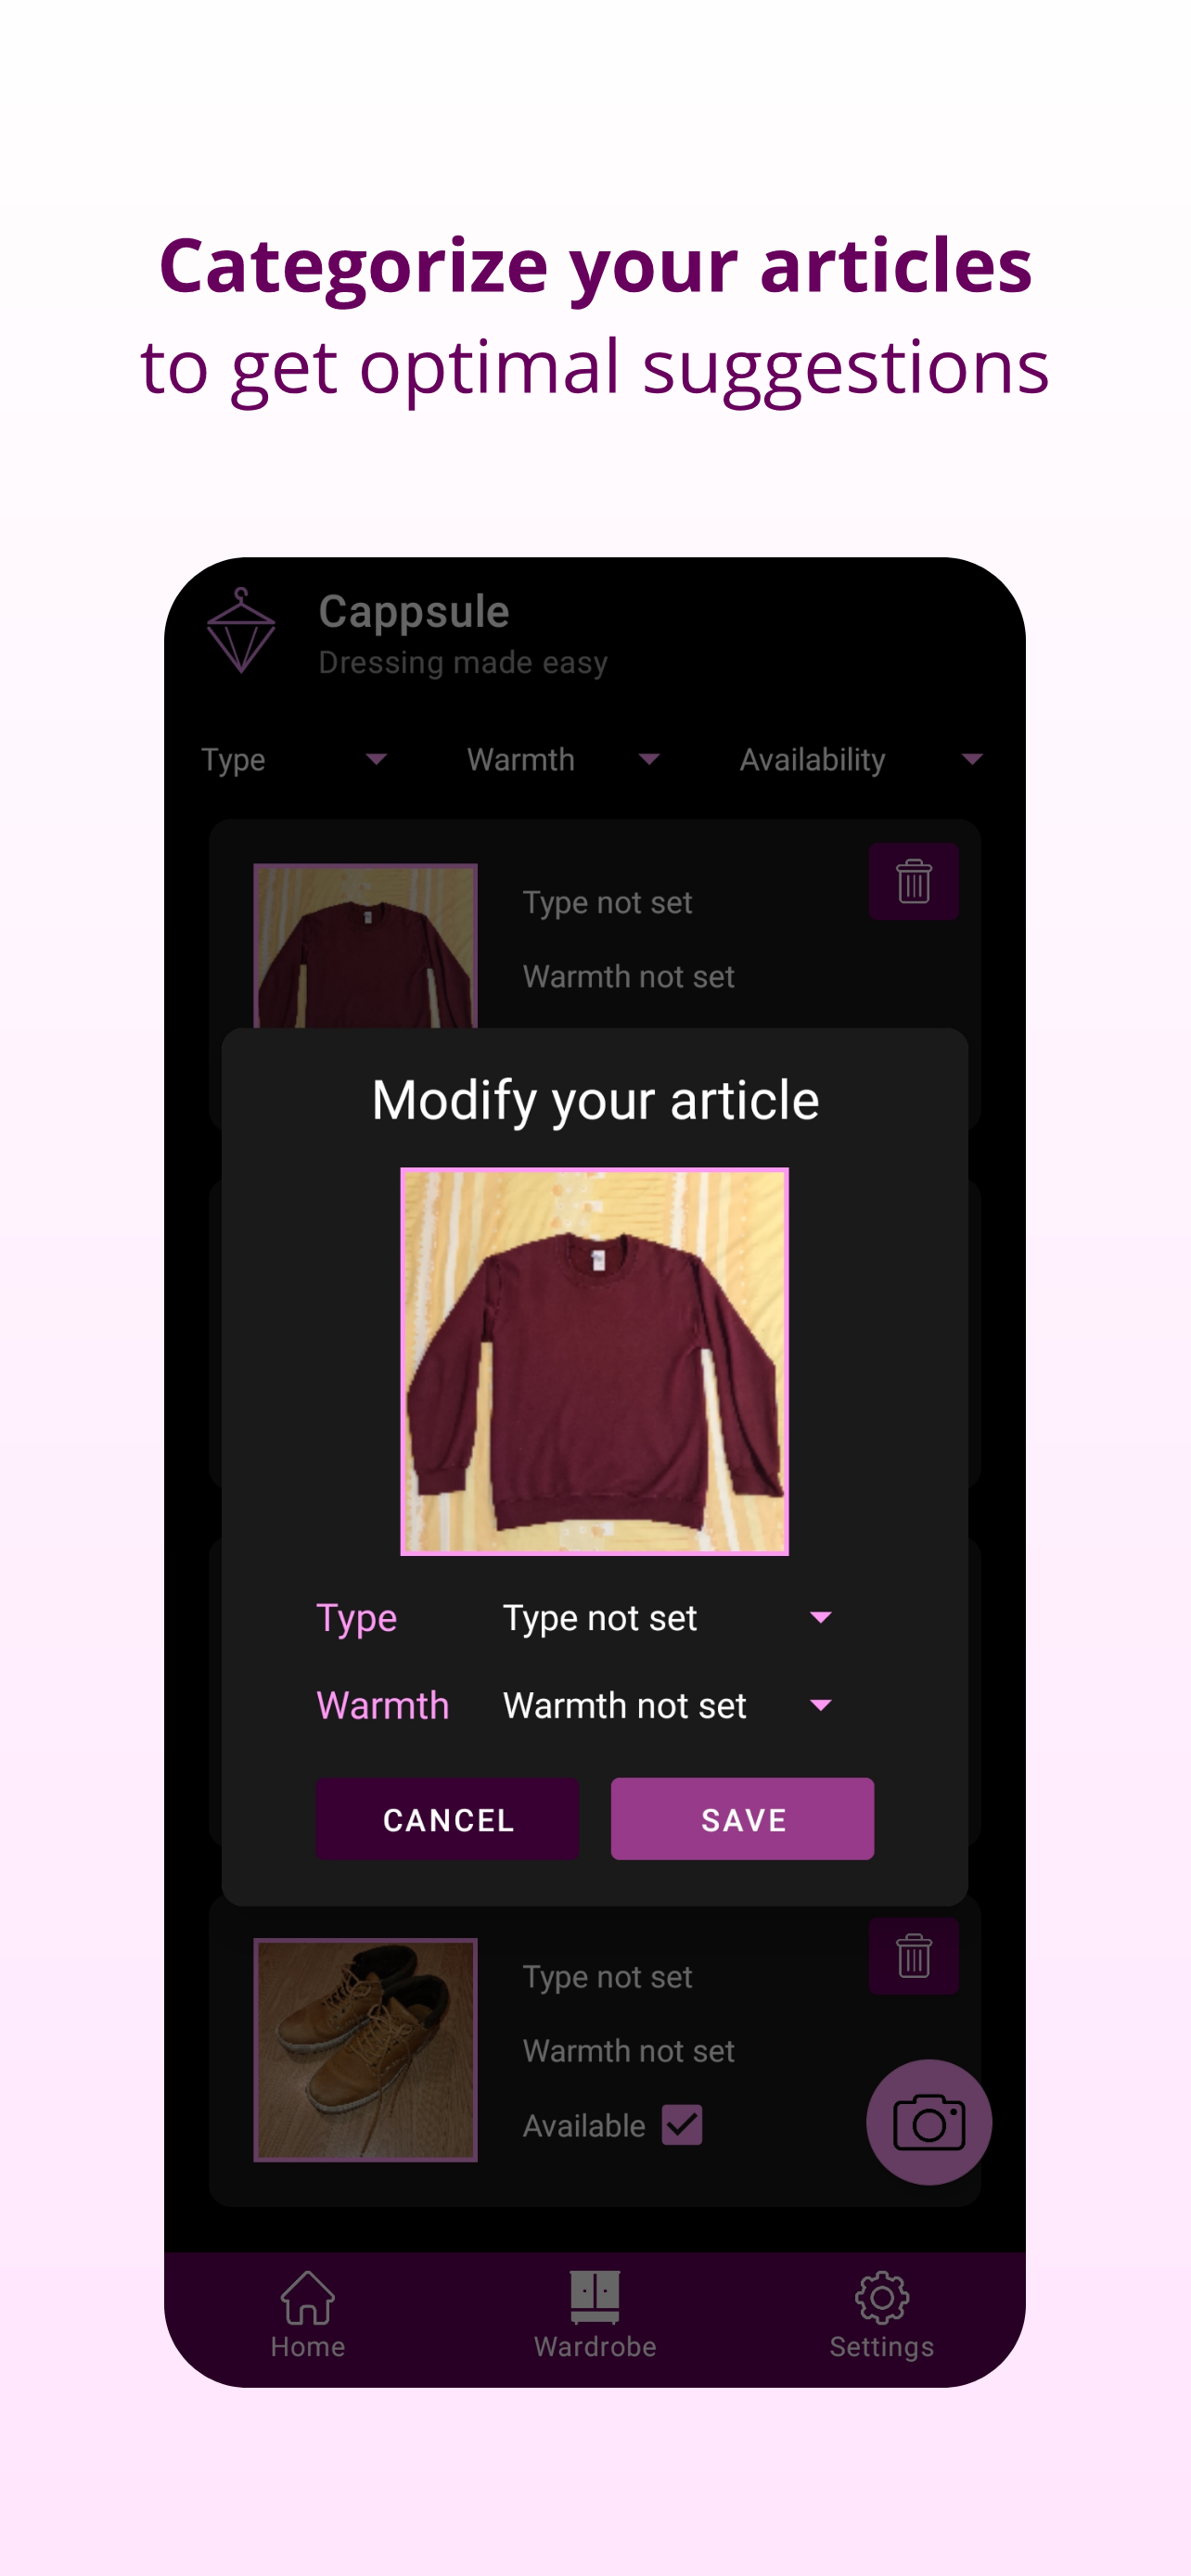 Categorize your articles
to get optimal suggestions
Cappsule
Dressing made easy
Type Warmth Availability
Type not set
Warmth not set
Modify your article
Type Type not set
Warmth Warmth not set
CANCEL SAVE
Type not set
Warmth not set
Available
Home Wardrobe Settings